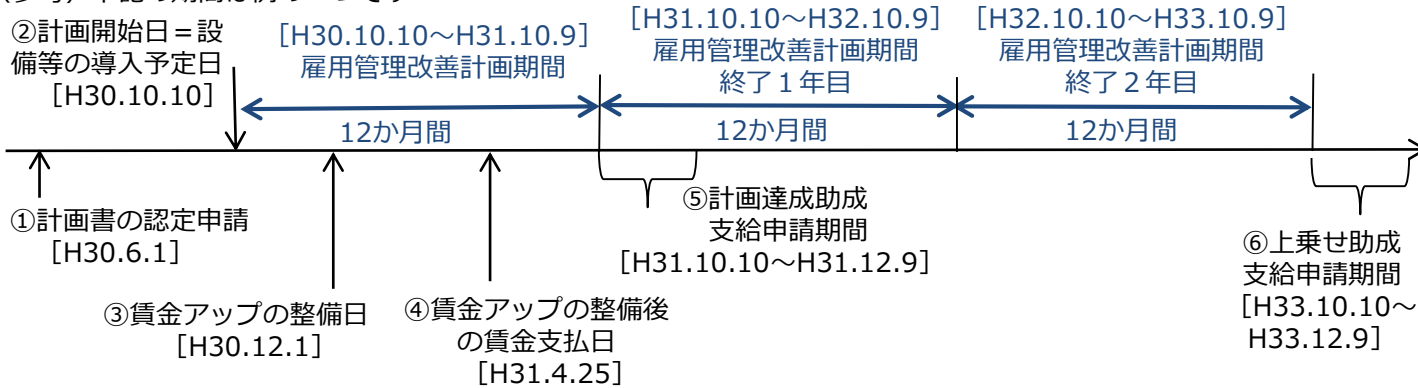 ②計画開始日＝設
備等の導入予定日
[H30.10.10]
[H30.10.10～H31.10.9]
雇用管理改善計画期間
[H31.10.10～H32.10.9]
雇用管理改善計画期間
終了１年目
[H32.10.10～H33.10.9]
雇用管理改善計画期間
終了２年目
12か月間
12か月間
12か月間
①計画書の認定申請
[H30.6.1]
③賃金アップの整備日
[H30.12.1]
④賃金アップの整備後
の賃金支払日
[H31.4.25]
⑤計画達成助成
支給申請期間
[H31.10.10～H31.12.9]
⑥上乗せ助成
支給申請期間
[H33.10.10～
H33.12.9]